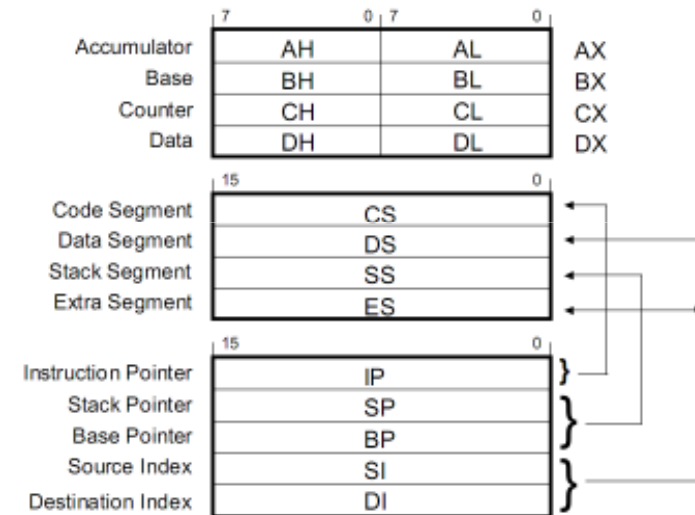 7 0 7 0
Accumulator AH AL AX
Base BH BL BX
Counter CH CL CX
Data DH DL DX
15 0
Code Segment CS
Data Segment DS
Stack Segment SS
Extra Segment ES
15 0
Instruction Pointer IP }
Stack Pointer SP
Base Pointer BP }
Source Index SI
Destination Index DI }